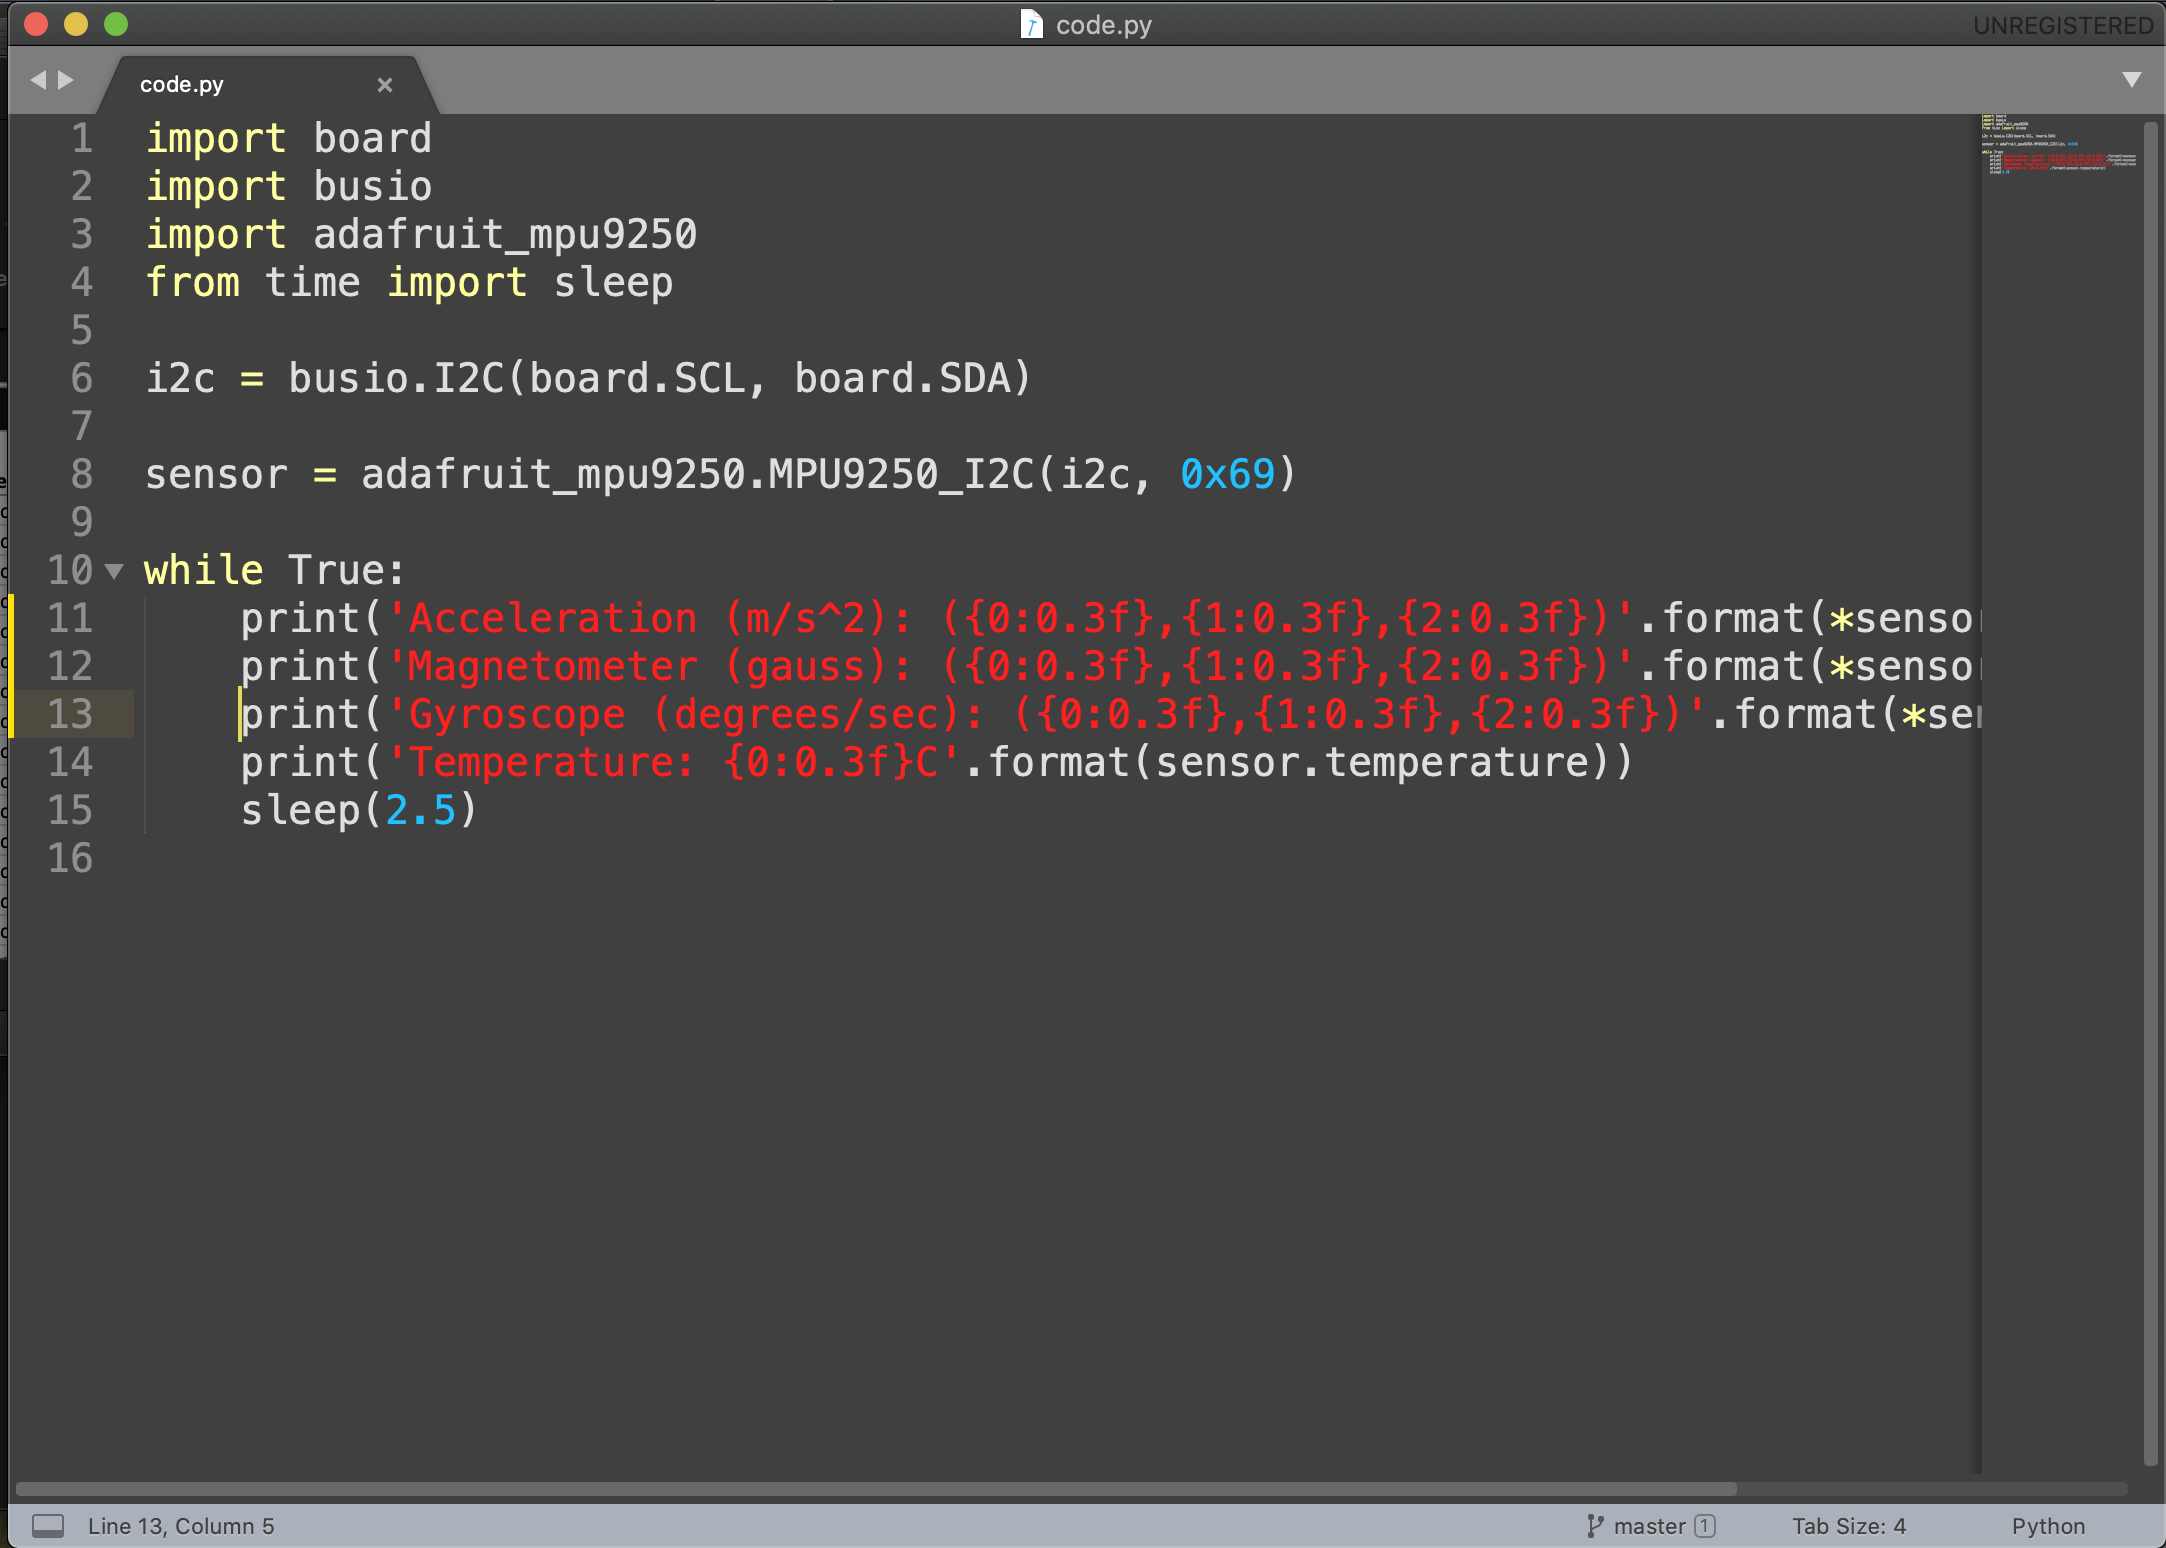 code.py
UNREGISTERED
code.py
1 import board
2 import busio
3 import adafruit_mpu9250
4 from time import sleep
5
6 i2c = busio.I2C(board.SCL, board.SDA)
7
8 sensor = adafruit_mpu9250.MPU9250_I2C(i2c, 0x69)
9
10 while True:
11     print('Acceleration (m/s^2): ({0:0.3f},{1:0.3f},{2:0.3f})'.format(*sensor
12     print('Magnetometer (gauss): ({0:0.3f},{1:0.3f},{2:0.3f})'.format(*sensor
13     print('Gyroscope (degrees/sec): ({0:0.3f},{1:0.3f},{2:0.3f})'.format(*sen
14     print('Temperature: {0:0.3f}C'.format(sensor.temperature))
15     sleep(2.5)
16
Line 13, Column 5
master 1
Tab Size: 4
Python